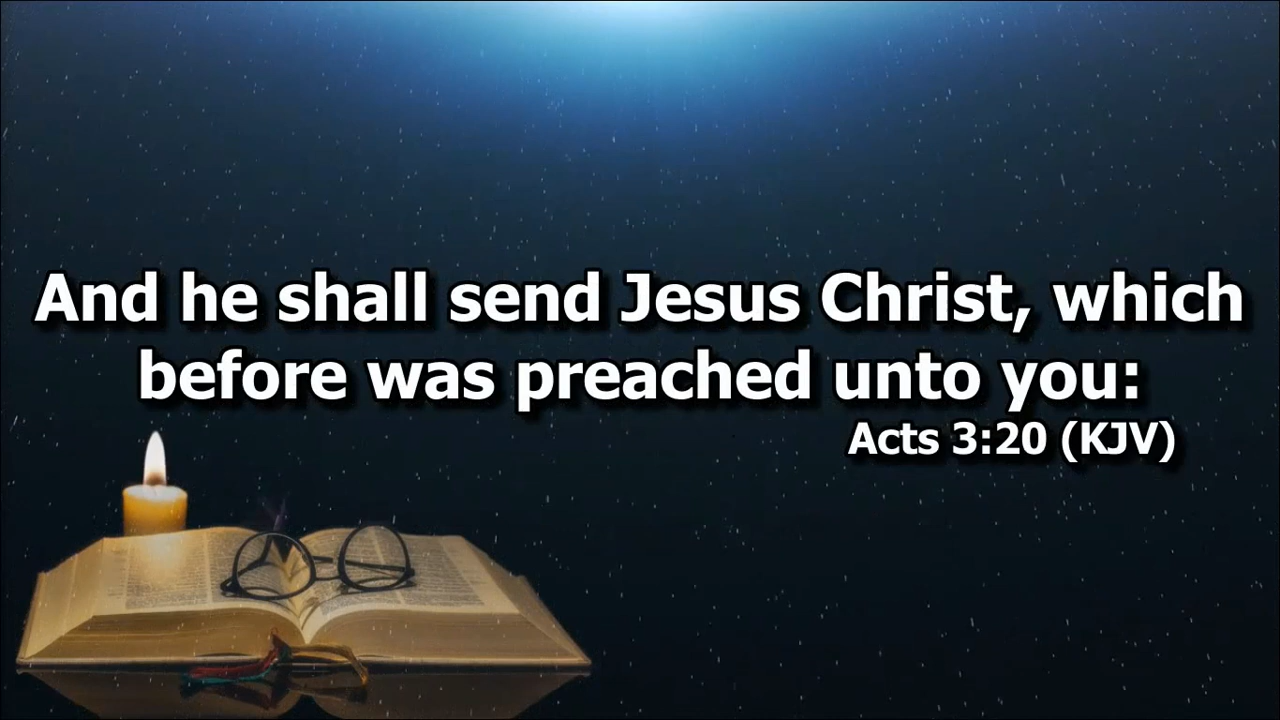 And he shall send Jesus Christ, which
before was preached unto you:
Acts 3:20 (KJV)